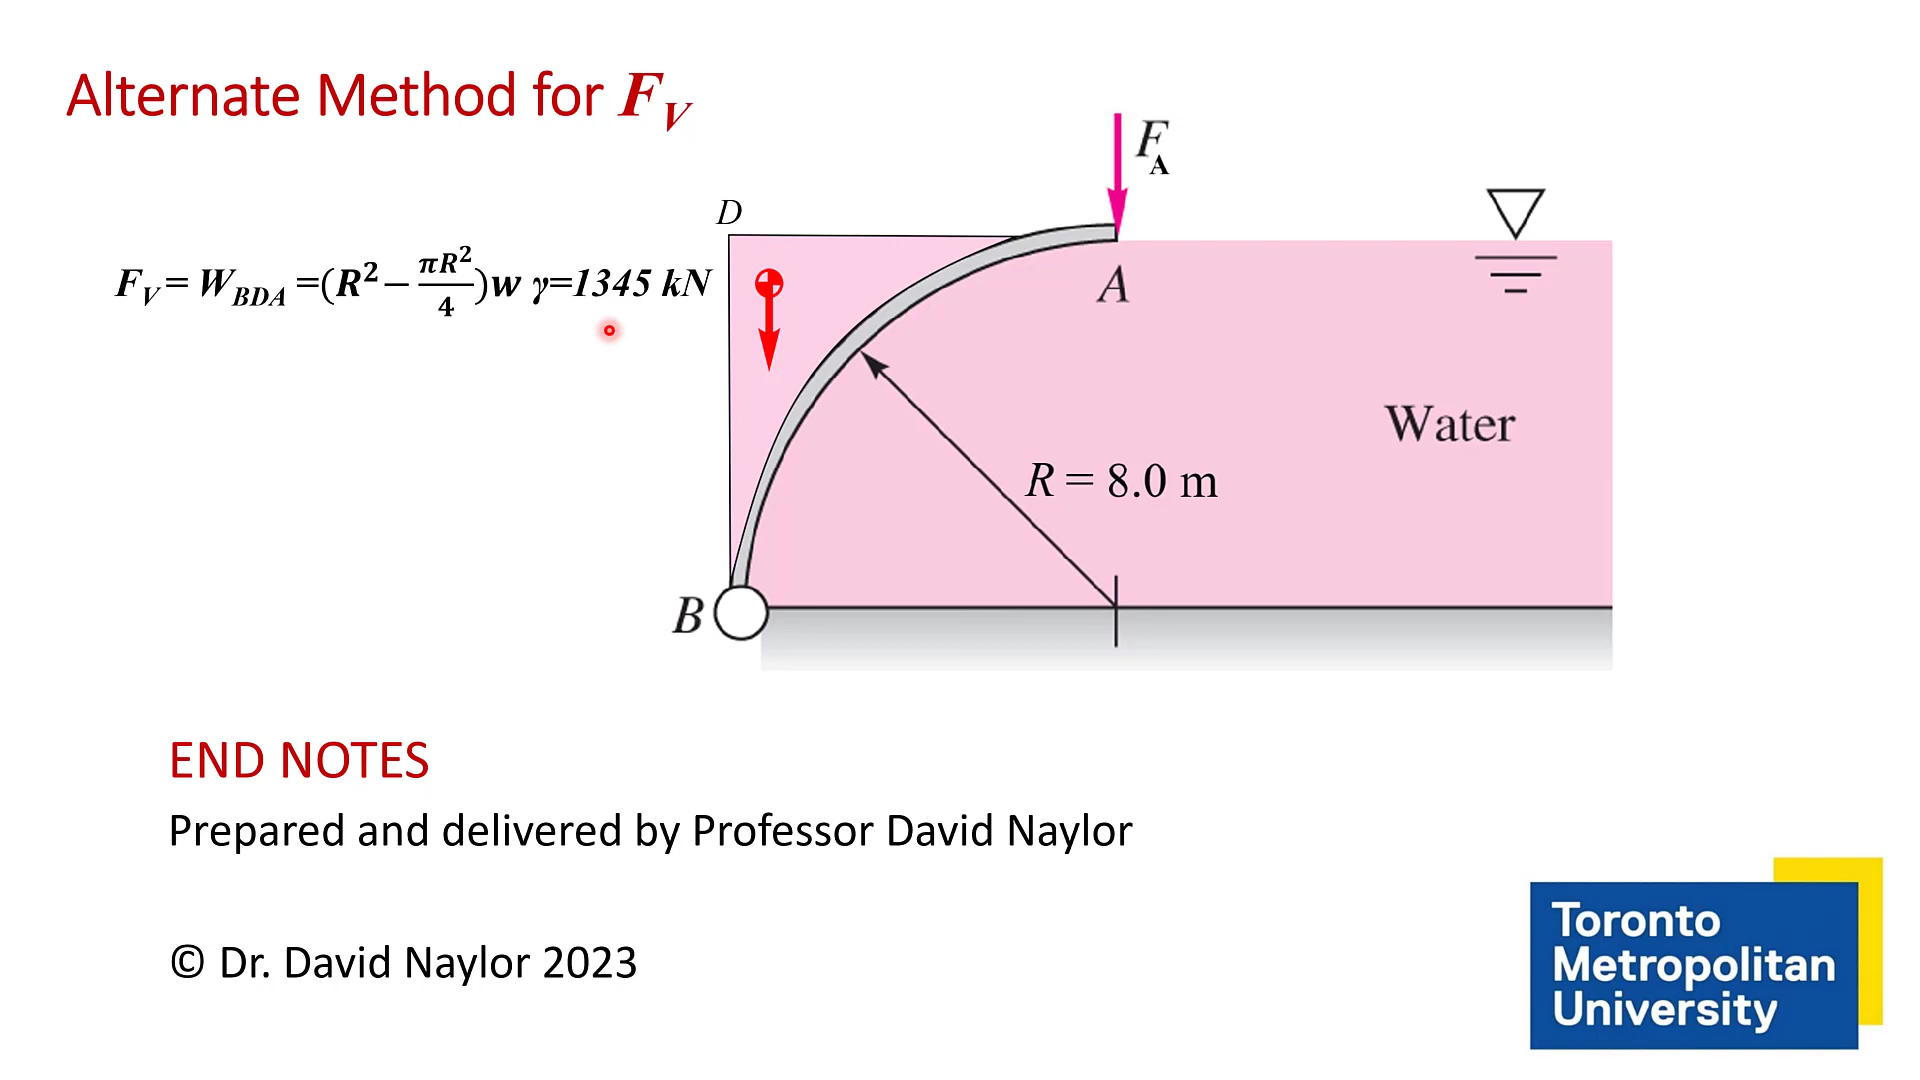 Alternate Method for F_V
F_A
D
F_V = W_BDA =(R² − πR²/4)w γ=1345 kN
A
Water
R = 8.0 m
B
END NOTES
Prepared and delivered by Professor David Naylor
© Dr. David Naylor 2023
Toronto
Metropolitan
University